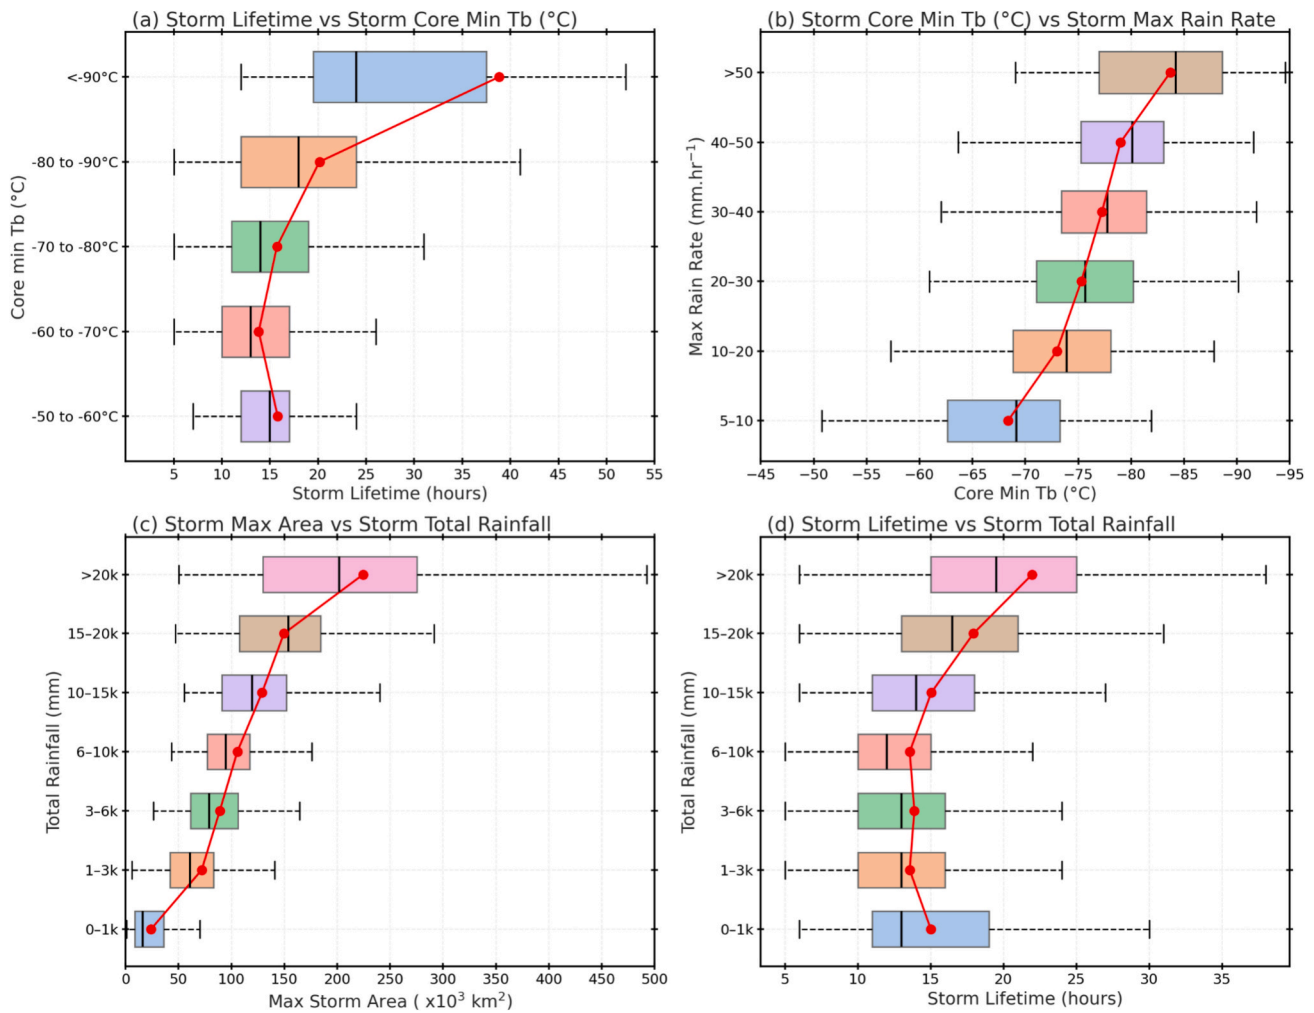 (a) Storm Lifetime vs Storm Core Min Tb (°C)
<-90°C
-80 to -90°C
-70 to -80°C
-60 to -70°C
-50 to -60°C
Core min Tb (°C)
5 10 15 20 25 30 35 40 45 50 55
Storm Lifetime (hours)
(b) Storm Core Min Tb (°C) vs Storm Max Rain Rate
>50
40–50
30–40
20–30
10–20
5–10
Max Rain Rate (mm.hr⁻¹)
−45 −50 −55 −60 −65 −70 −75 −80 −85 −90 −95
Core Min Tb (°C)
(c) Storm Max Area vs Storm Total Rainfall
>20k
15–20k
10–15k
6–10k
3–6k
1–3k
0–1k
Total Rainfall (mm)
0 50 100 150 200 250 300 350 400 450 500
Max Storm Area ( x10³ km²)
(d) Storm Lifetime vs Storm Total Rainfall
>20k
15–20k
10–15k
6–10k
3–6k
1–3k
0–1k
Total Rainfall (mm)
5 10 15 20 25 30 35
Storm Lifetime (hours)